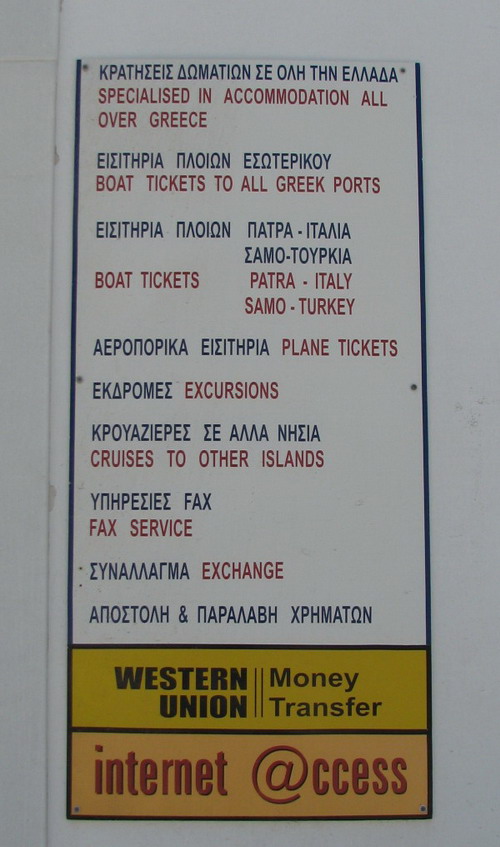 ΚΡΑΤΗΣΕΙΣ ΔΩΜΑΤΙΩΝ ΣΕ ΟΛΗ ΤΗΝ ΕΛΛΑΔΑ
SPECIALISED IN ACCOMMODATION ALL
OVER GREECE
ΕΙΣΙΤΗΡΙΑ ΠΛΟΙΩΝ ΕΣΩΤΕΡΙΚΟΥ
BOAT TICKETS TO ALL GREEK PORTS
ΕΙΣΙΤΗΡΙΑ ΠΛΟΙΩΝ ΠΑΤΡΑ - ΙΤΑΛΙΑ
ΣΑΜΟ-ΤΟΥΡΚΙΑ
BOAT TICKETS PATRA - ITALY
SAMO - TURKEY
ΑΕΡΟΠΟΡΙΚΑ ΕΙΣΙΤΗΡΙΑ PLANE TICKETS
ΕΚΔΡΟΜΕΣ EXCURSIONS
ΚΡΟΥΑΖΙΕΡΕΣ ΣΕ ΑΛΛΑ ΝΗΣΙΑ
CRUISES TO OTHER ISLANDS
ΥΠΗΡΕΣΙΕΣ FAX
FAX SERVICE
ΣΥΝΑΛΛΑΓΜΑ EXCHANGE
ΑΠΟΣΤΟΛΗ & ΠΑΡΑΛΑΒΗ ΧΡΗΜΑΤΩΝ
WESTERN UNION Money Transfer
internet @ccess